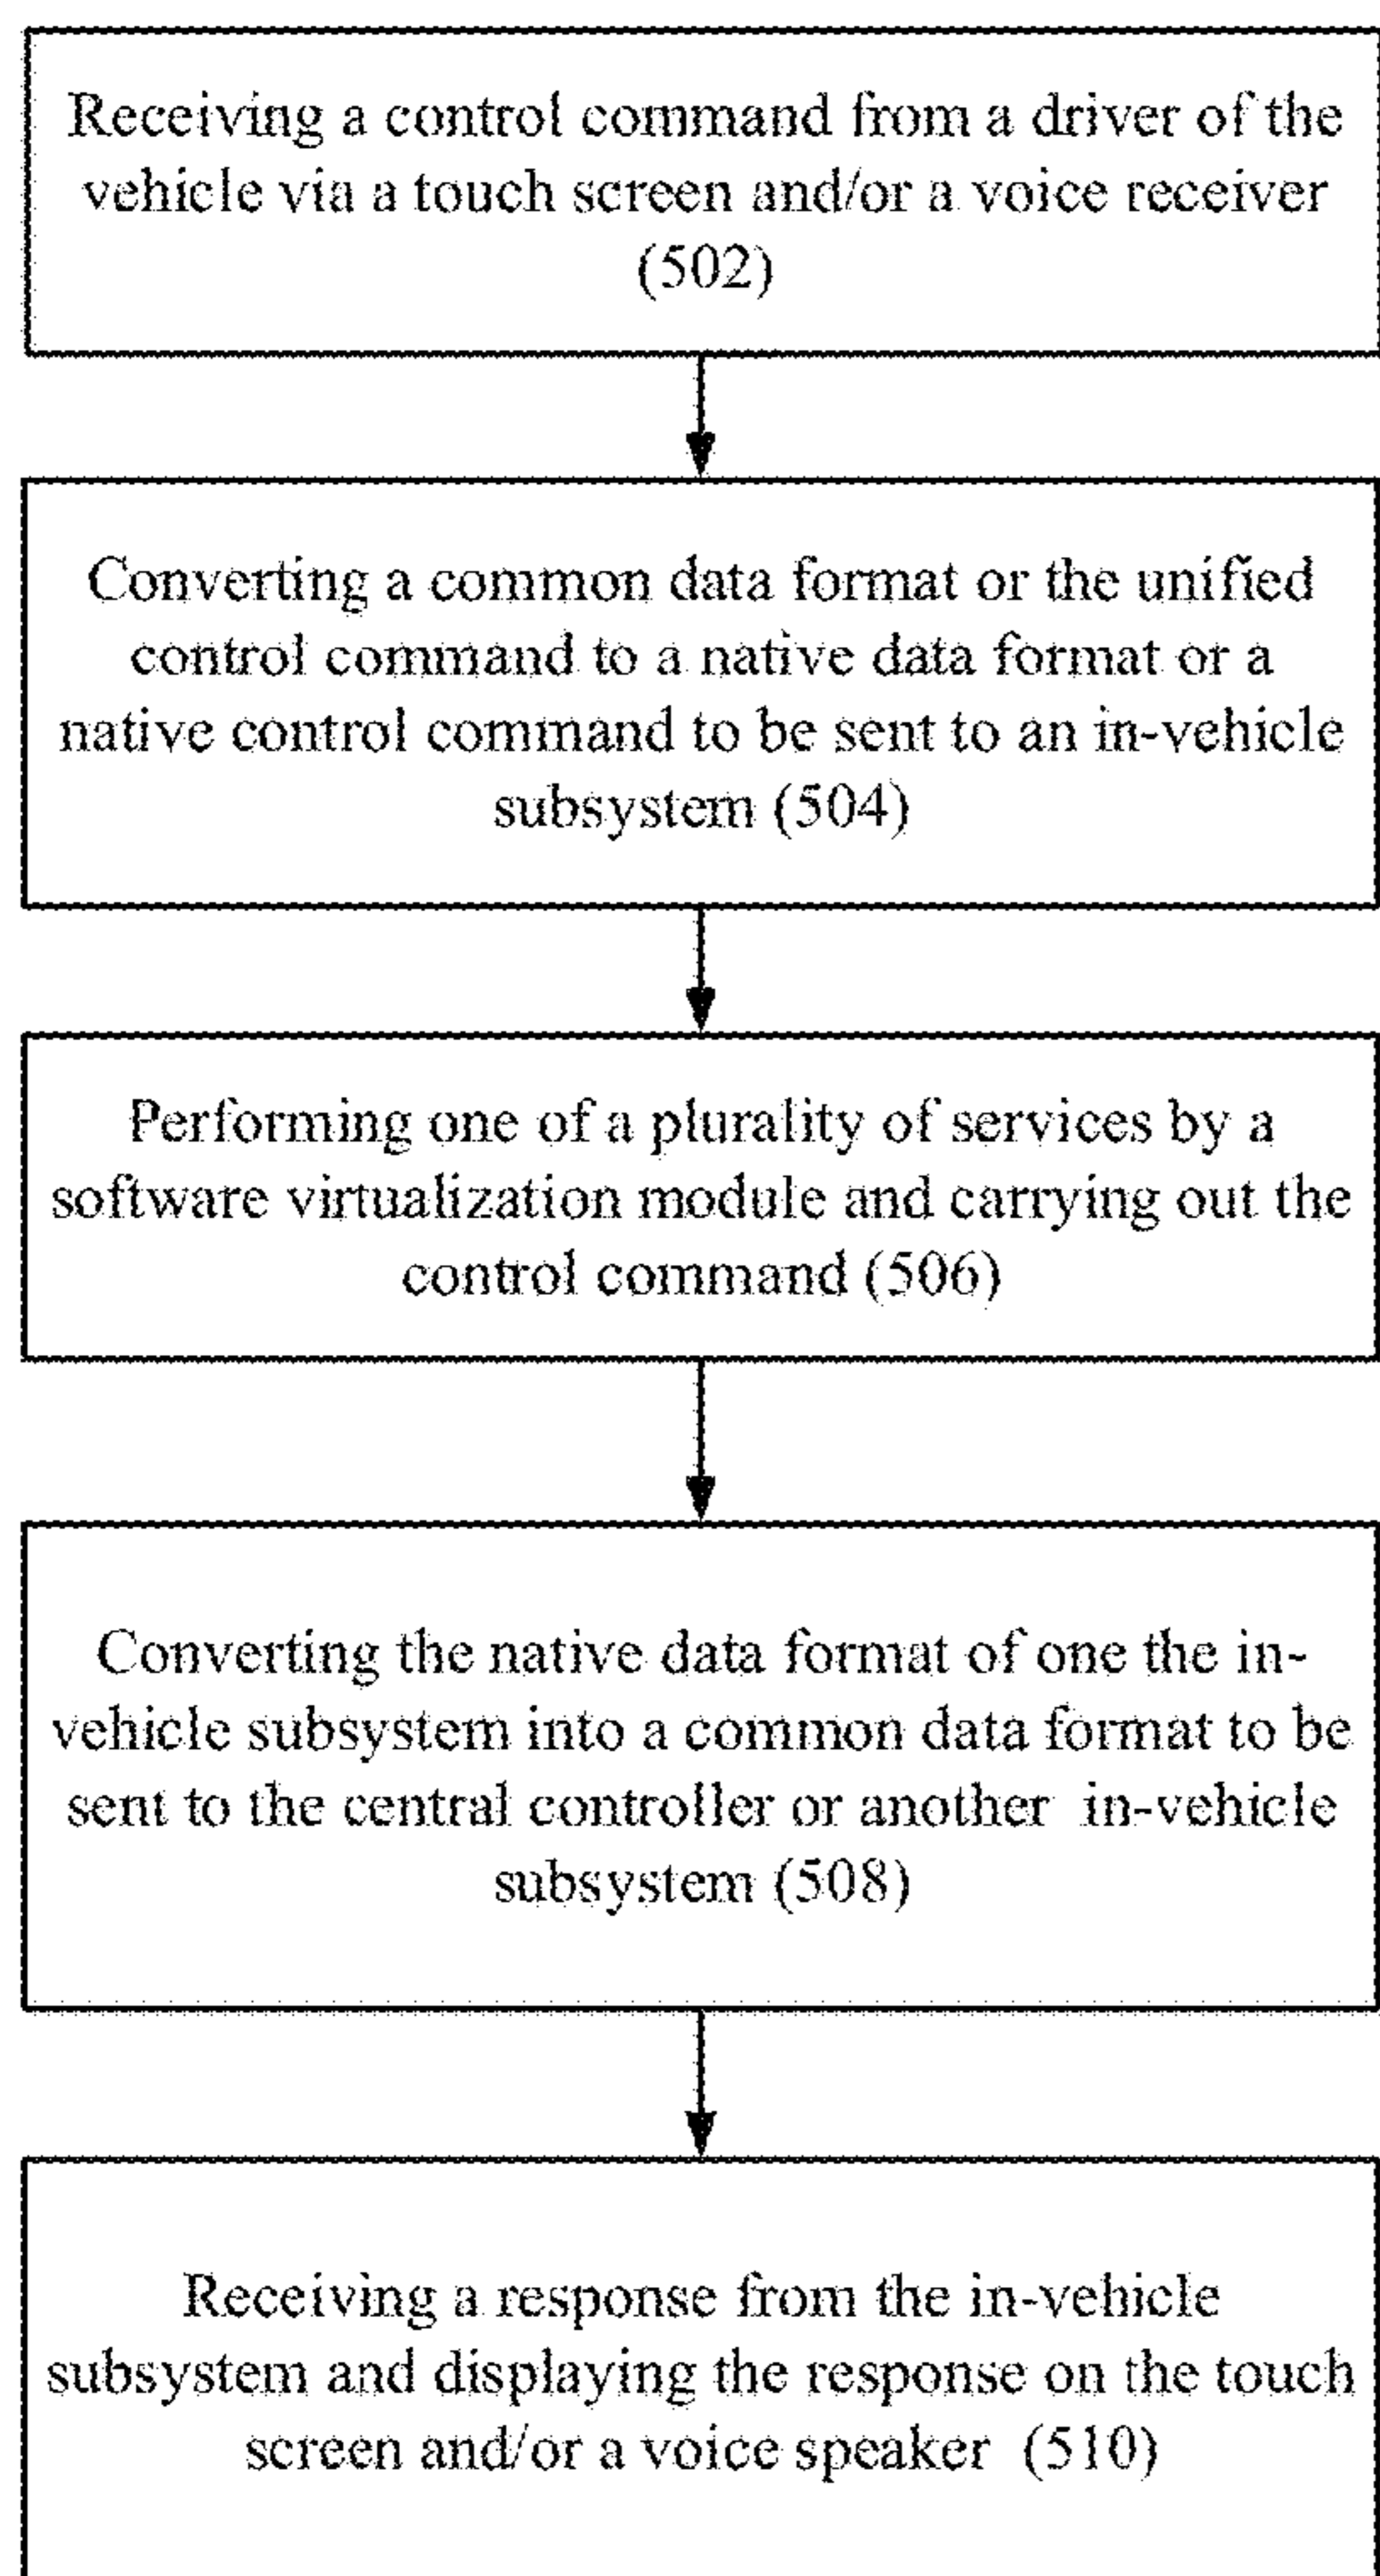 Receiving a control command from a driver of the
vehicle via a touch screen and/or a voice receiver
(502)
Converting a common data format or the unified
control command to a native data format or a
native control command to be sent to an in-vehicle
subsystem (504)
Performing one of a plurality of services by a
software virtualization module and carrying out the
control command (506)
Converting the native data format of one the in-
vehicle subsystem into a common data format to be
sent to the central controller or another in-vehicle
subsystem (508)
Receiving a response from the in-vehicle
subsystem and displaying the response on the touch
screen and/or a voice speaker (510)